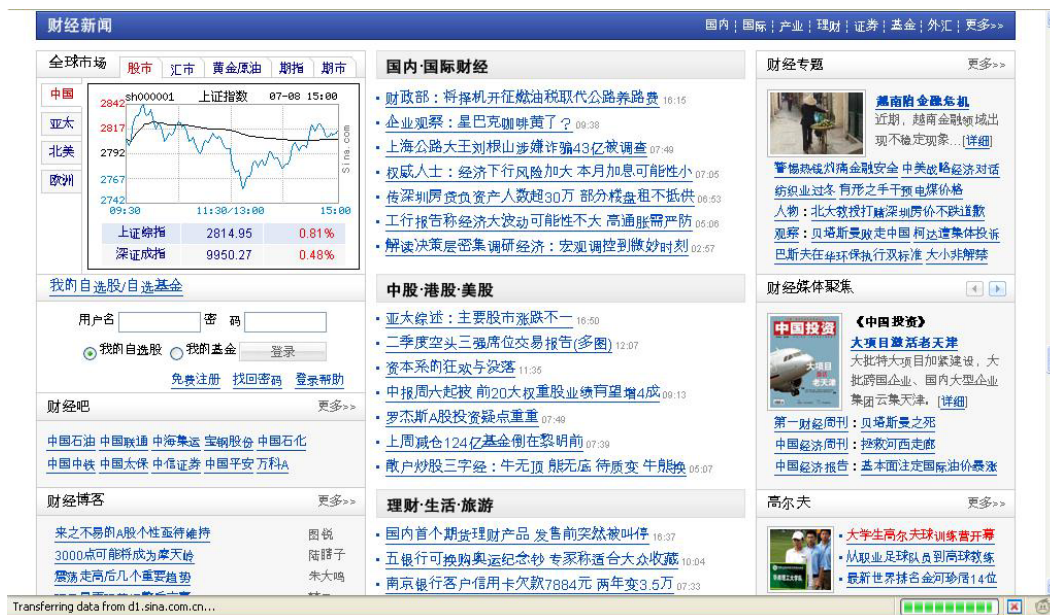 财经新闻
国内 ¦ 国际 ¦ 产业 ¦ 理财 ¦ 证券 ¦ 基金 ¦ 外汇 ¦ 更多>>
全球市场 股市 汇市 黄金原油 期指 期市
中国
亚太
北美
欧洲
sh000001 上证指数 07-08 15:00
2842
2817
2792
2767
2742
09:30 11:30/13:00 15:00
Sina.com
上证综指 2814.95 0.81%
深证成指 9950.27 0.48%
我的自选股/自选基金
用户名 密 码
我的自选股 我的基金 登录
免费注册 找回密码 登录帮助
财经吧 更多>>
中国石油 中国联通 中海集运 宝钢股份 中国石化
中国中铁 中国太保 中信证券 中国平安 万科A
财经博客 更多>>
来之不易的A股个性亟待维持 图锐
3000点可能将成为摩天岭
震荡走高后几个重要趋势 朱大鸣
国内·国际财经
财政部：将择机开征燃油税取代公路养路费 16:15
企业观察：星巴克咖啡黄了？ 09:38
上海公路大王刘根山涉嫌诈骗43亿被调查 07:49
权威人士：经济下行风险加大 本月加息可能性小 07:05
传深圳房贷负资产人数超30万 部分楼盘租不抵供 06:53
工行报告称经济大波动可能性不大 高通胀需严防 05:06
解读决策层密集调研经济：宏观调控到微妙时刻 02:57
中股·港股·美股
亚太综述：主要股市涨跌不一 16:50
二季度空头三强席位交易报告(多图) 12:07
资本系的狂欢与没落 11:35
中报周六起披 前20大权重股业绩有望增4成 09:13
罗杰斯A股投资疑点重重 07:49
上周减仓124亿基金倒在黎明前 07:39
散户炒股三字经：牛无顶 熊无底 待质变 牛熊换 05:07
理财·生活·旅游
国内首个期货理财产品 发售前突然被叫停 16:37
五银行可换购奥运纪念钞 专家称适合大众收藏 10:04
南京银行客户信用卡欠款7884元 两年变3.5万 07:33
财经专题 更多>>
越南陷金融危机
近期，越南金融领域出
现不稳定现象...[详细]
警惕热钱灼痛金融安全 中美战略经济对话
纺织业过冬 有形之手干预电煤价格
人物：北大教授打赌深圳房价不跌道歉
观察：贝塔斯曼败走中国 柯达遭集体投诉
巴斯夫在华环保执行双标准 大小非解禁
财经媒体聚焦
中国投资
大项目
激活
老天津
《中国投资》
大项目激活老天津
大批特大项目加紧建设，大
批跨国企业、国内大型企业
集团云集天津。[详细]
第一财经周刊：贝塔斯曼之死
中国经济周刊：拯救河西走廊
中国经济报告：基本面注定国际油价暴涨
高尔夫 更多>>
大学生高尔夫球训练营开幕
从职业足球队员到高球教练
最新世界排名金河珍居14位
Transferring data from d1.sina.com.cn...